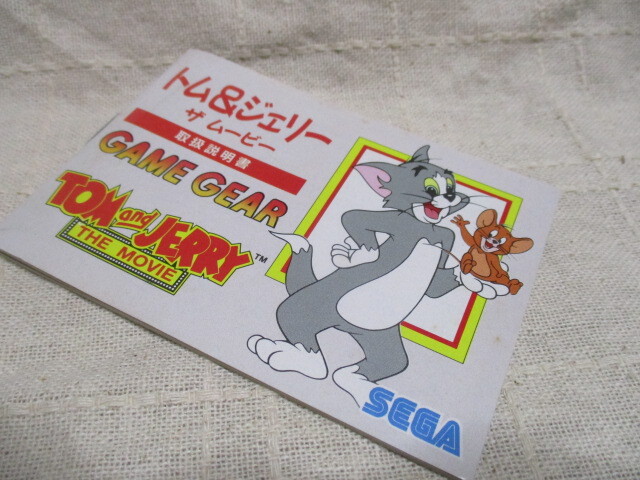 トム&ジェリー
ザ ムービー
取扱説明書
GAME GEAR
TOM and JERRY™
THE MOVIE
SEGA